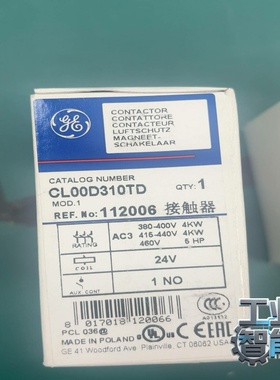 CONTACTOR
CONTATTORE
CONTACTEUR
LUFTSCHUTZ
MAGNEET-
SCHAKELAAR
GE
CATALOG NUMBER
CL00D310TD
QTY: 1
MOD. 1
REF. No: 112006 接触器
RATING
AC3
380-400V 4KW
415-440V 4KW
460V 5 HP
COIL
24V
AUX. CONT
1 NO
8 017018 120066
PCL 036@
MADE IN POLAND
GE 41 Woodford Ave. Plainville, CT 06062 USA